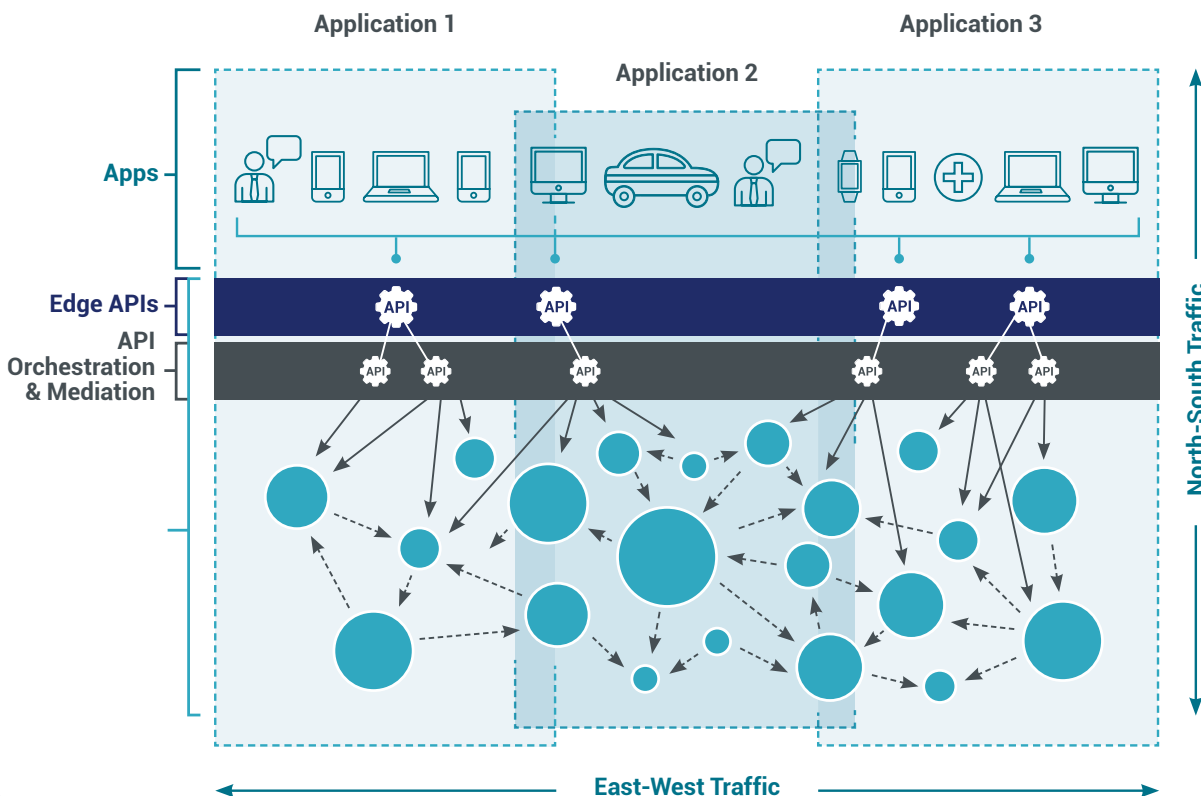 Application 1
Application 3
Application 2
Apps
Edge APIs
API
Orchestration
& Mediation
API
API
API
API
API
API
API
API
API
API
North-South Traffic
East-West Traffic